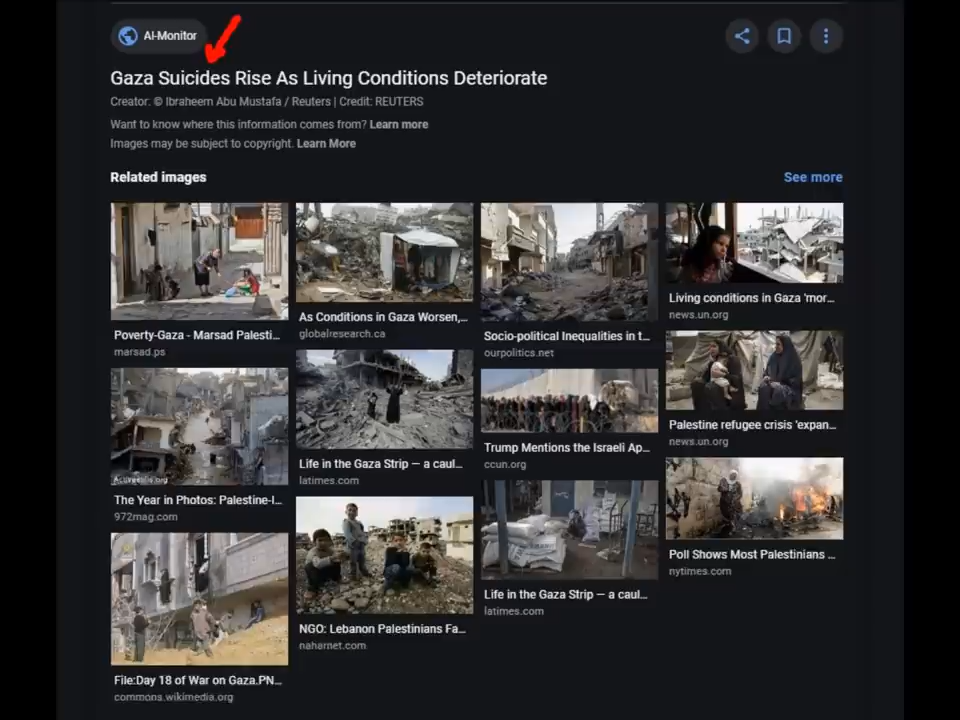 Al-Monitor
Gaza Suicides Rise As Living Conditions Deteriorate
Creator: © Ibraheem Abu Mustafa / Reuters | Credit: REUTERS
Want to know where this information comes from? Learn more
Images may be subject to copyright. Learn More
Related images
See more
Poverty-Gaza - Marsad Palesti...
marsad.ps
As Conditions in Gaza Worsen,...
globalresearch.ca
Socio-political Inequalities in t...
ourpolitics.net
Living conditions in Gaza 'mor...
news.un.org
The Year in Photos: Palestine-I...
972mag.com
Life in the Gaza Strip — a caul...
latimes.com
Trump Mentions the Israeli Ap...
ccun.org
Palestine refugee crisis 'expan...
news.un.org
File:Day 18 of War on Gaza.PN...
commons.wikimedia.org
NGO: Lebanon Palestinians Fa...
naharnet.com
Life in the Gaza Strip — a caul...
latimes.com
Poll Shows Most Palestinians ...
nytimes.com